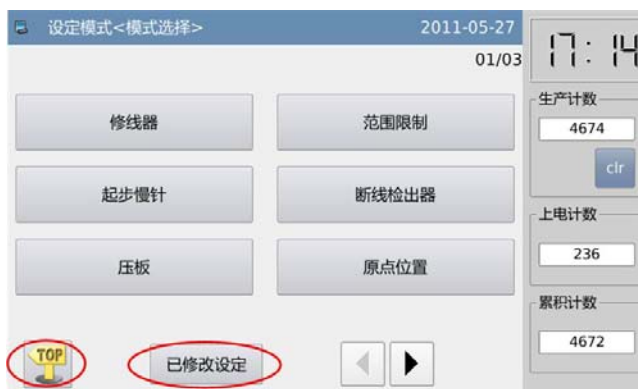 设定模式<模式选择> 2011-05-27
01/03
17:14
修线器 范围限制
起步慢针 断线检出器
压板 原点位置
TOP 已修改设定
生产计数
4674
clr
上电计数
236
累积计数
4672